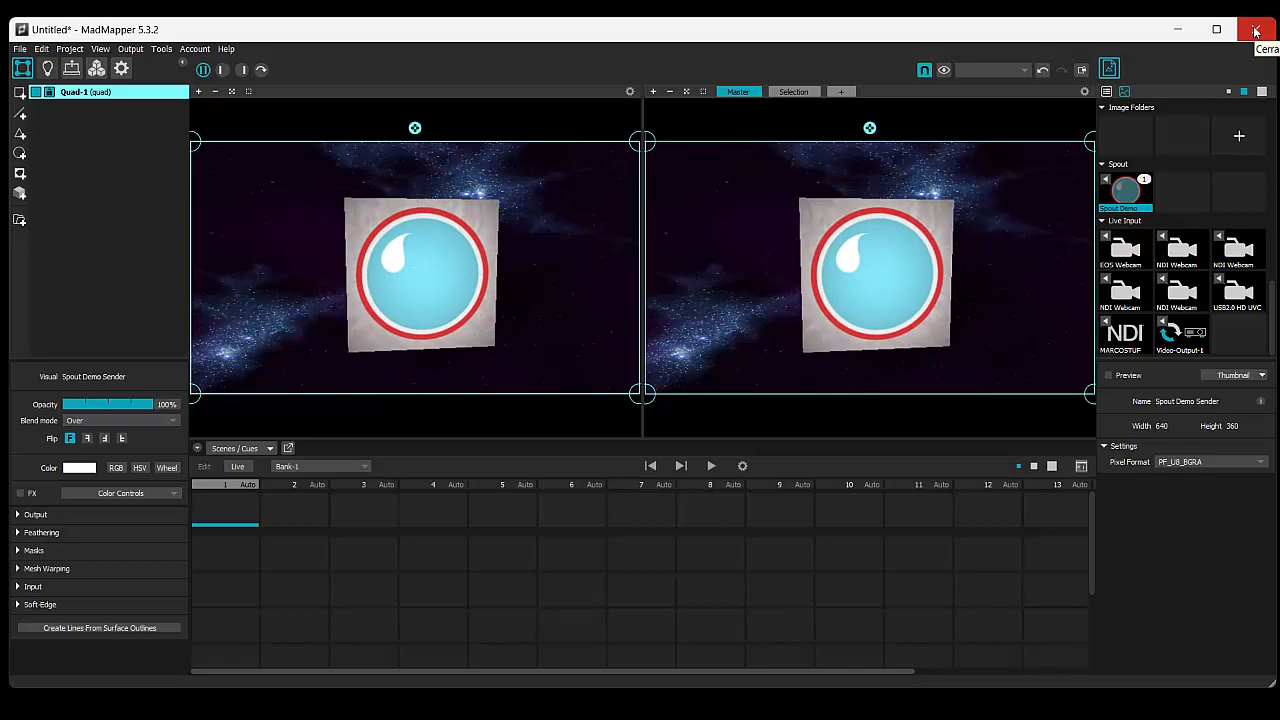 Untitled* - MadMapper 5.3.2
Cerra
File Edit Project View Output Tools Account Help
Quad-1 (quad)
Master Selection +
Image Folders
Spout
1
Spout Demo
Live Input
EOS Webcam NDI Webcam NDI Webcam
NDI Webcam NDI Webcam USB2.0 HD UVC
NDI
MARCOSTUF Video-Output-1
Visual Spout Demo Sender
Opacity 100%
Blend mode Over
Flip
Color RGB HSV Wheel
FX Color Controls
Output
Feathering
Masks
Mesh Warping
Input
Soft-Edge
Create Lines From Surface Outlines
Scenes / Cues
Edit Live Bank-1
1 Auto 2 Auto 3 Auto 4 Auto 5 Auto 6 Auto 7 Auto 8 Auto 9 Auto 10 Auto 11 Auto 12 Auto 13 Auto
Preview Thumbnail
Name Spout Demo Sender
Width 640 Height 360
Settings
Pixel Format PF_U8_BGRA